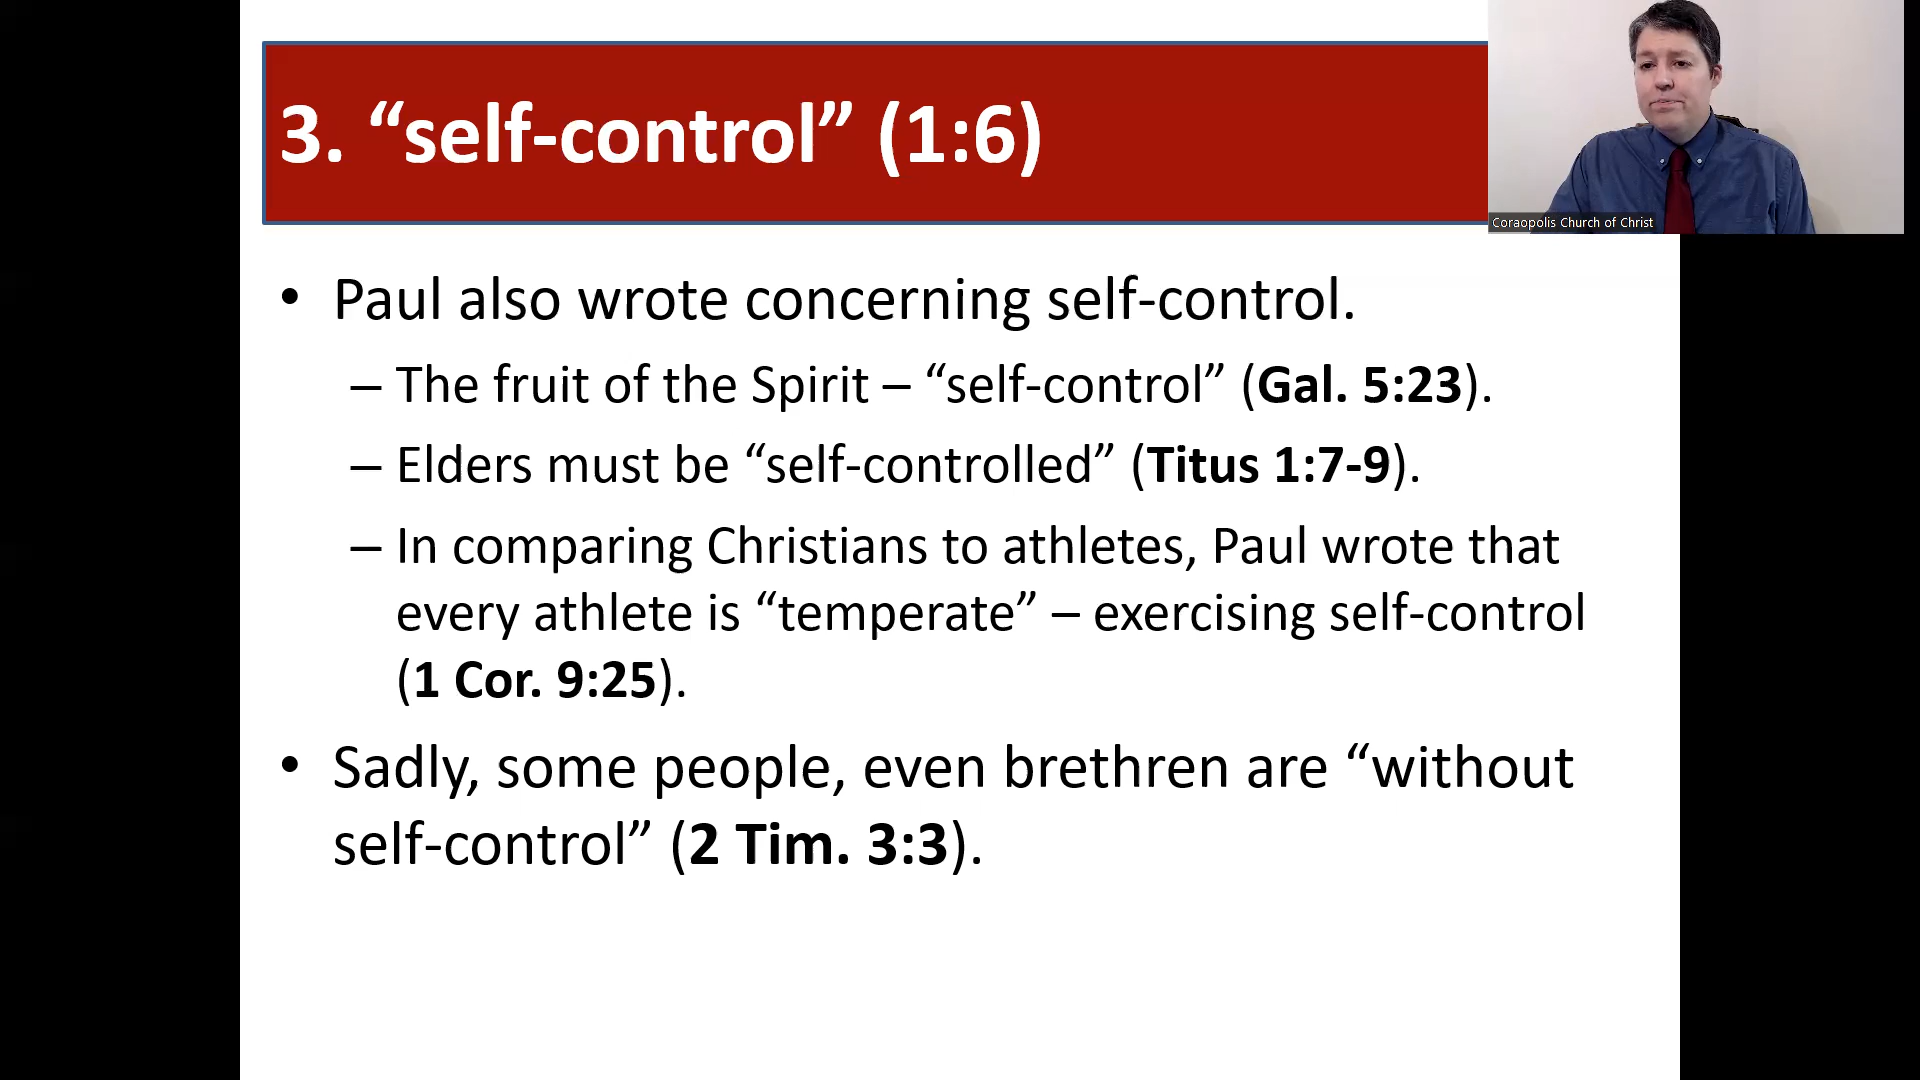 3. “self-control” (1:6)
Coraopolis Church of Christ
• Paul also wrote concerning self-control.
– The fruit of the Spirit – “self-control” (Gal. 5:23).
– Elders must be “self-controlled” (Titus 1:7-9).
– In comparing Christians to athletes, Paul wrote that
every athlete is “temperate” – exercising self-control
(1 Cor. 9:25).
• Sadly, some people, even brethren are “without
self-control” (2 Tim. 3:3).